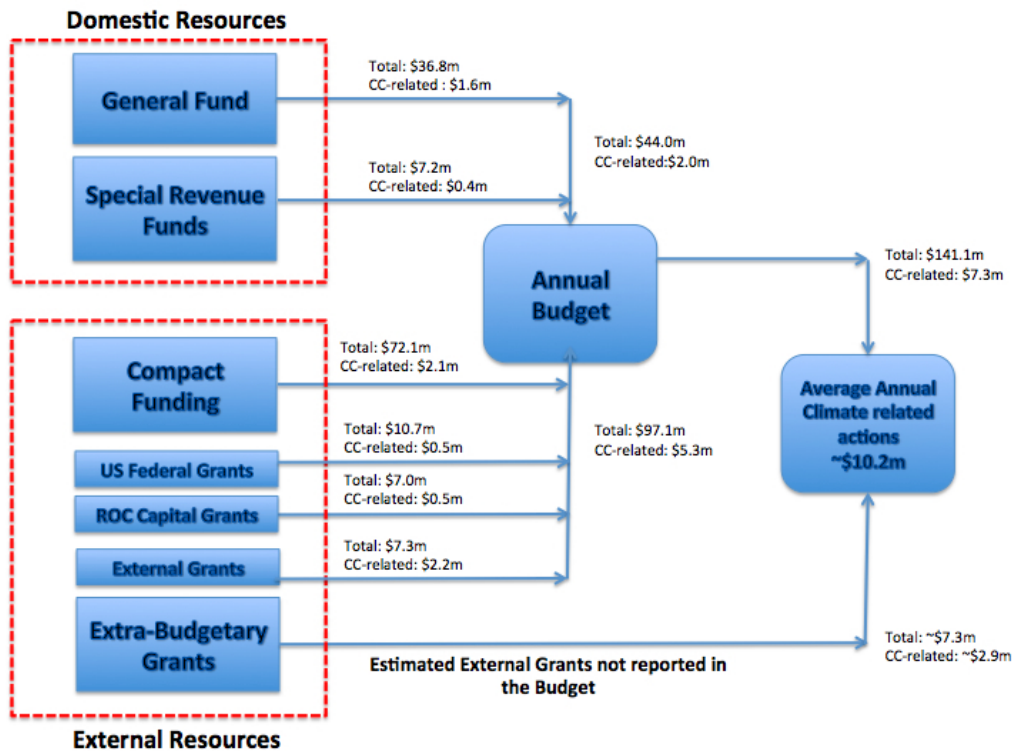 Domestic Resources
General Fund
Total: $36.8m
CC-related : $1.6m
Special Revenue
Funds
Total: $7.2m
CC-related: $0.4m
Total: $44.0m
CC-related:$2.0m
Annual
Budget
Total: $141.1m
CC-related: $7.3m
Compact
Funding
Total: $72.1m
CC-related: $2.1m
US Federal Grants
Total: $10.7m
CC-related: $0.5m
ROC Capital Grants
Total: $7.0m
CC-related: $0.5m
External Grants
Total: $7.3m
CC-related: $2.2m
Total: $97.1m
CC-related: $5.3m
Average Annual
Climate related
actions
~$10.2m
Extra-Budgetary
Grants
Estimated External Grants not reported in
the Budget
Total: ~$7.3m
CC-related: ~$2.9m
External Resources